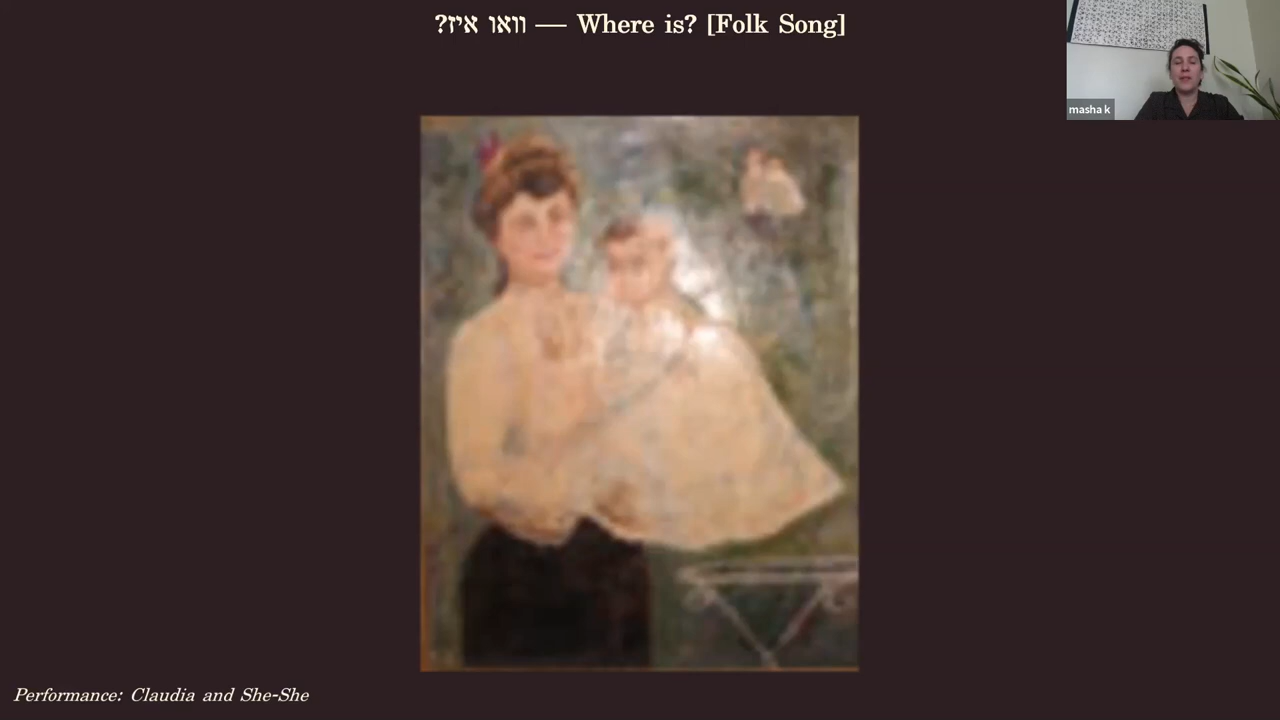 וואו איז? — Where is? [Folk Song]
masha k
Performance: Claudia and She-She